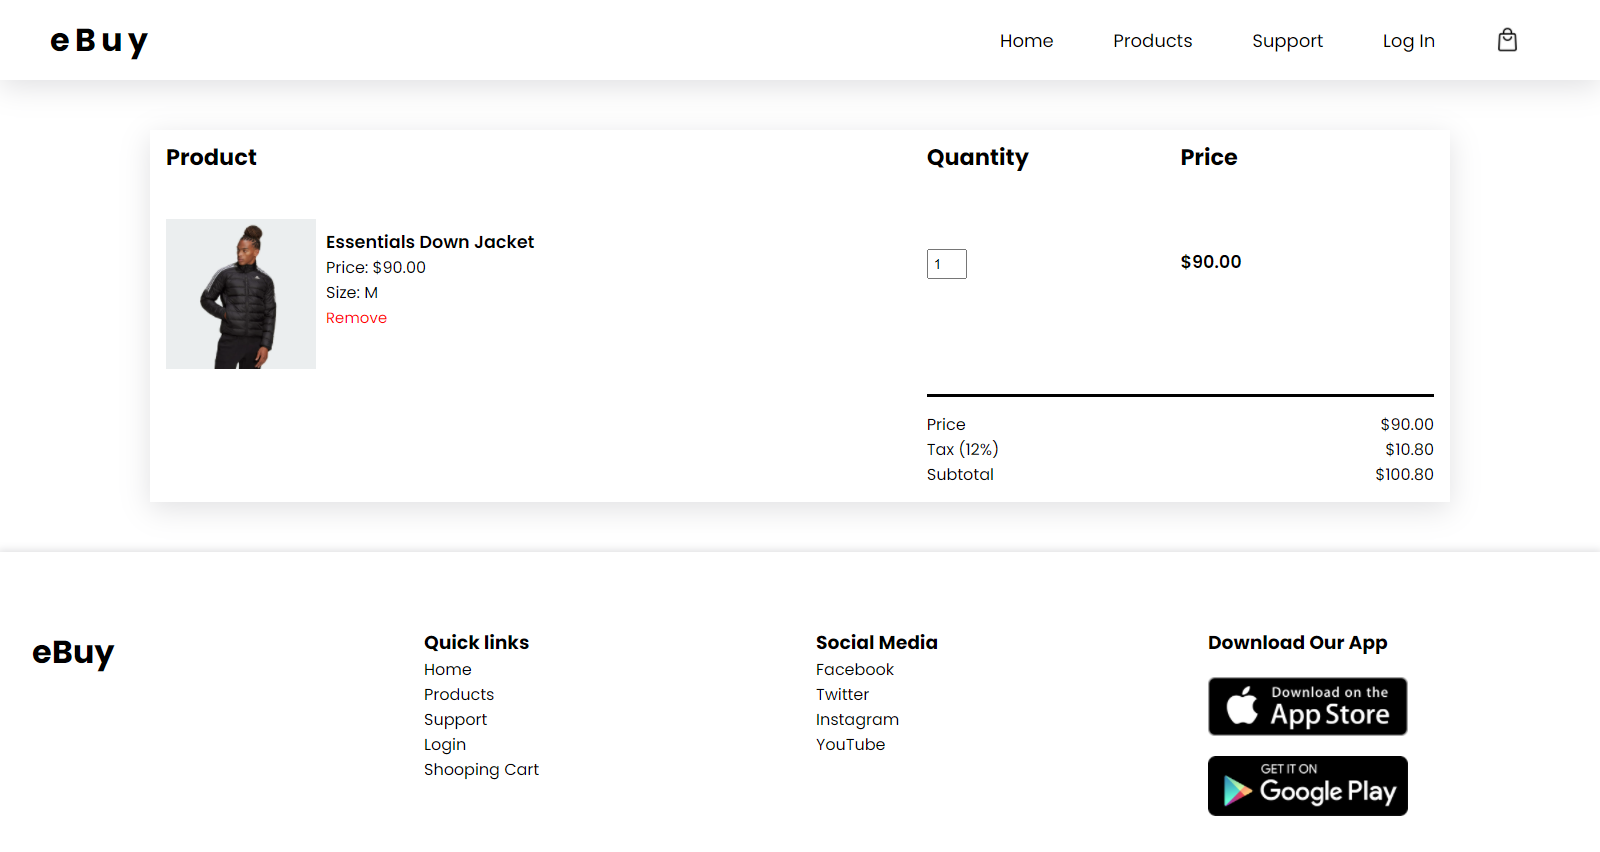 eBuy
Home
Products
Support
Log In
Product
Quantity
Price
Essentials Down Jacket
Price: $90.00
Size: M
Remove
1
$90.00
Price $90.00
Tax (12%) $10.80
Subtotal $100.80
eBuy
Quick links
Home
Products
Support
Login
Shooping Cart
Social Media
Facebook
Twitter
Instagram
YouTube
Download Our App
Download on the
App Store
GET IT ON
Google Play